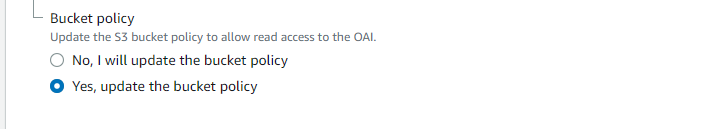 Bucket policy
Update the S3 bucket policy to allow read access to the OAI.
No, I will update the bucket policy
Yes, update the bucket policy